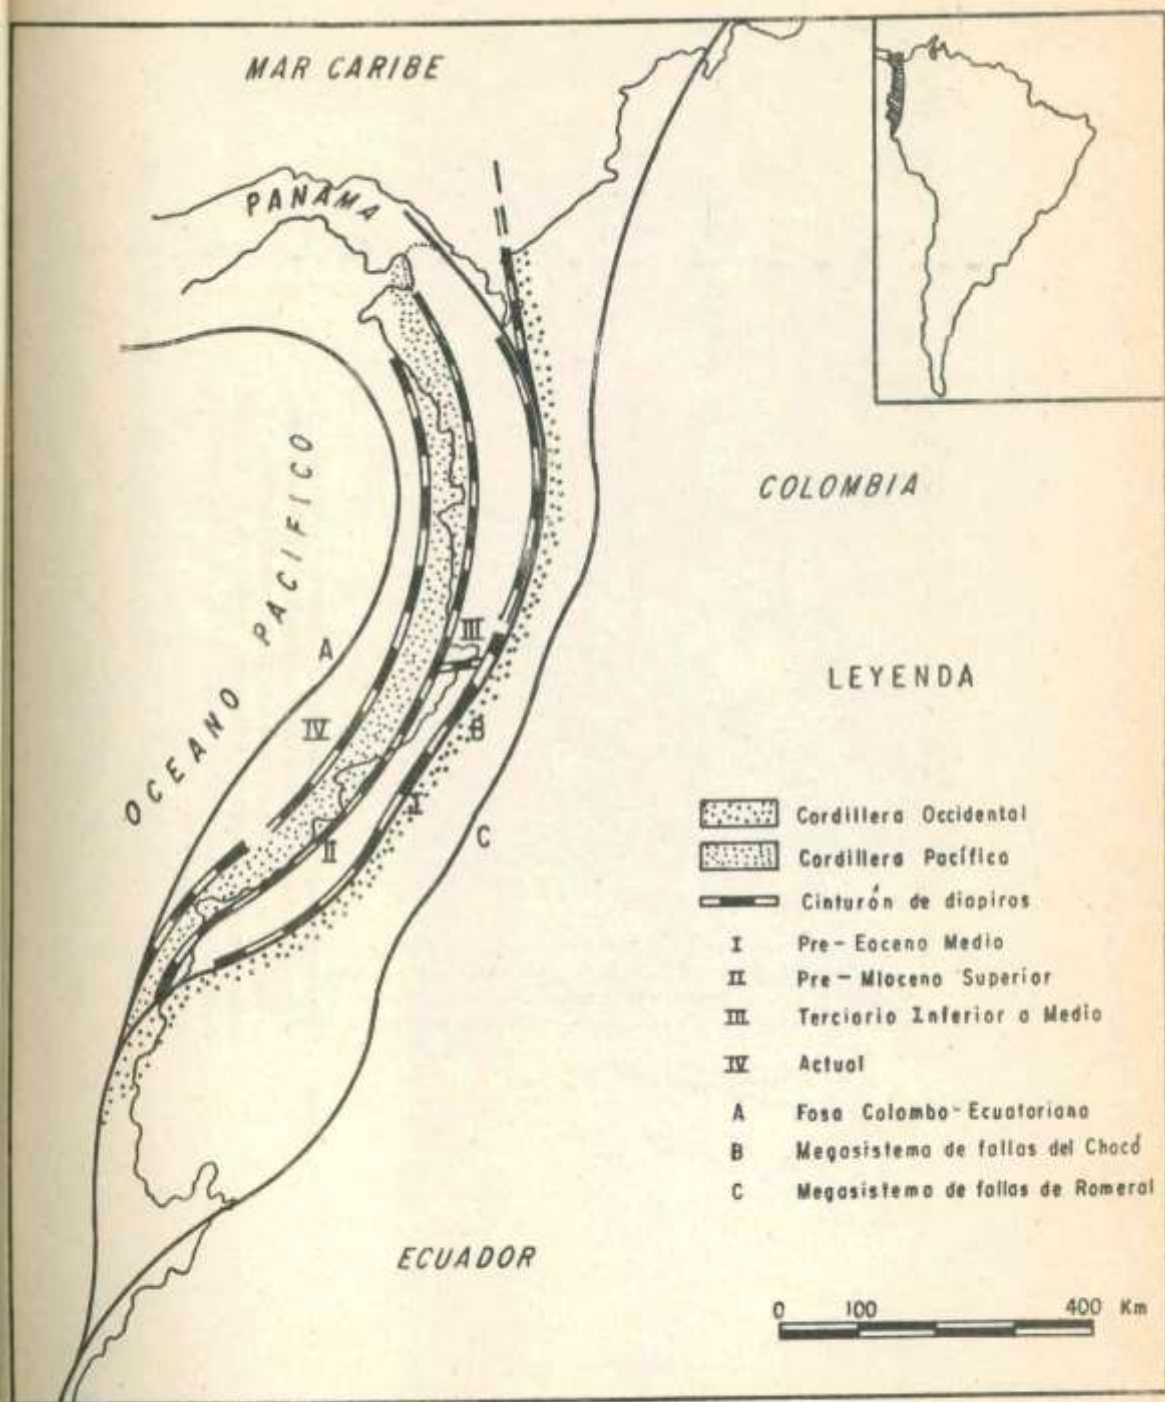 MAR CARIBE
PANAMA
OCEANO PACIFICO
COLOMBIA
A
III
IV
B
I
II
C
ECUADOR
LEYENDA
Cordillera Occidental
Cordillera Pacífica
Cinturón de diapiros
I Pre-Eoceno Medio
II Pre-Mioceno Superior
III Terciario Inferior a Medio
IV Actual
A Fosa Colombo-Ecuatoriana
B Megasistema de fallas del Chocó
C Megasistema de fallas de Romeral
0 100 400 Km